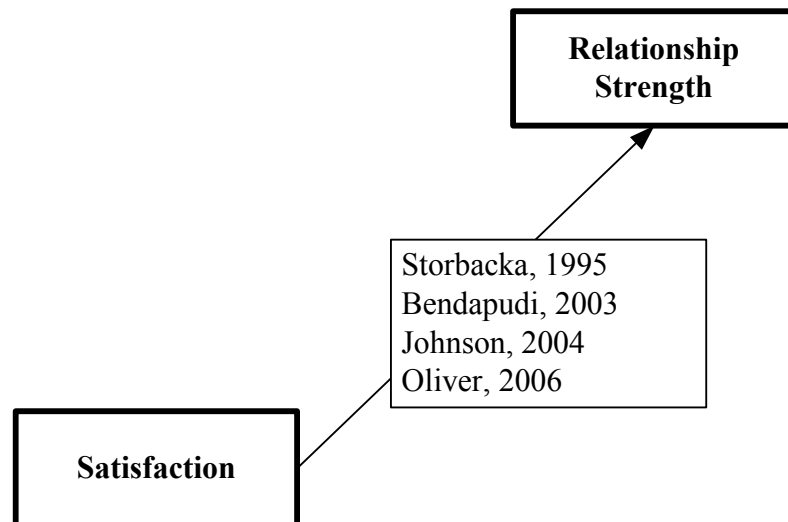 Relationship
Strength
Storbacka, 1995
Bendapudi, 2003
Johnson, 2004
Oliver, 2006
Satisfaction